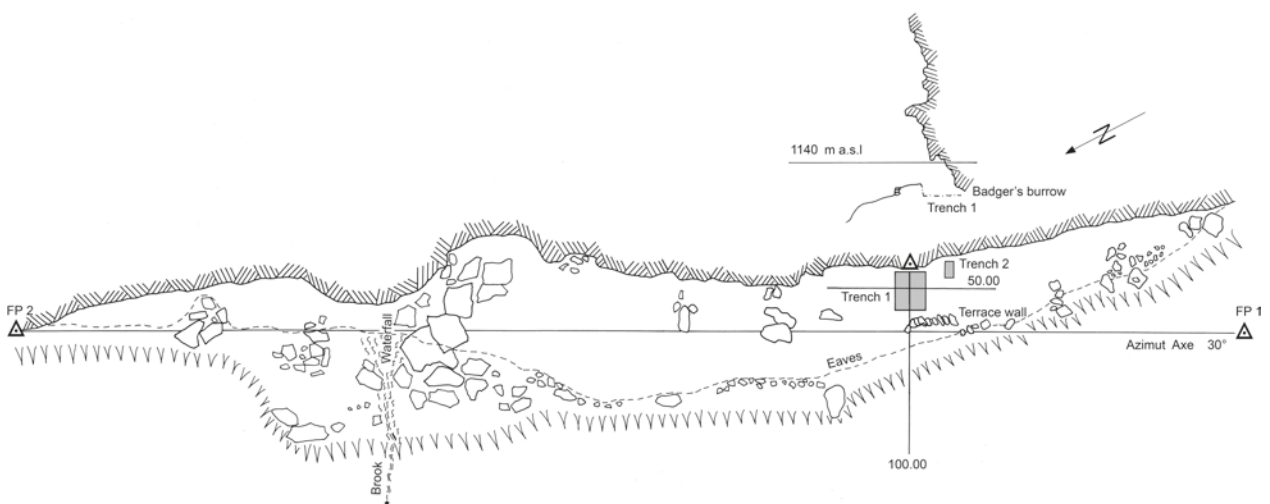 N
1140 m a.s.l
Badger's burrow
Trench 1
Trench 2
50.00
Trench 1
FP 2
Waterfall
Terrace wall
FP 1
Azimut Axe 30°
Eaves
Brook
100.00